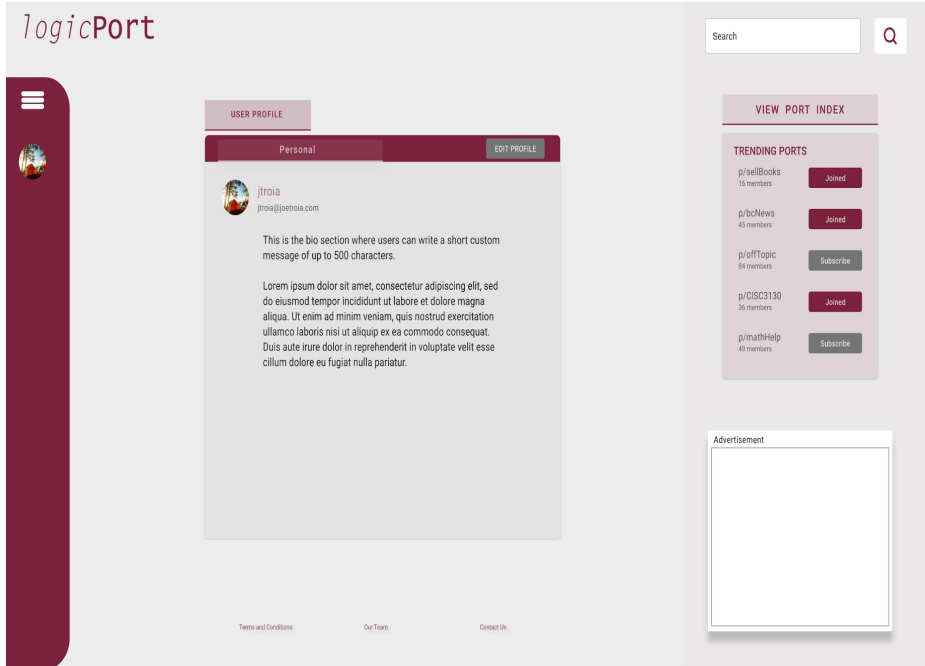 logicPort
Search
USER PROFILE
Personal
EDIT PROFILE
jtroia
jtroia@joetroia.com
This is the bio section where users can write a short custom
message of up to 500 characters.
Lorem ipsum dolor sit amet, consectetur adipiscing elit, sed
do eiusmod tempor incididunt ut labore et dolore magna
aliqua. Ut enim ad minim veniam, quis nostrud exercitation
ullamco laboris nisi ut aliquip ex ea commodo consequat.
Duis aute irure dolor in reprehenderit in voluptate velit esse
cillum dolore eu fugiat nulla pariatur.
VIEW PORT INDEX
TRENDING PORTS
p/sellBooks
16 members
Joined
p/bcNews
45 members
Joined
p/offTopic
84 members
Subscribe
p/CISC3130
26 members
Joined
p/mathHelp
49 members
Subscribe
Advertisement
Terms and Conditions
Our Team
Contact Us